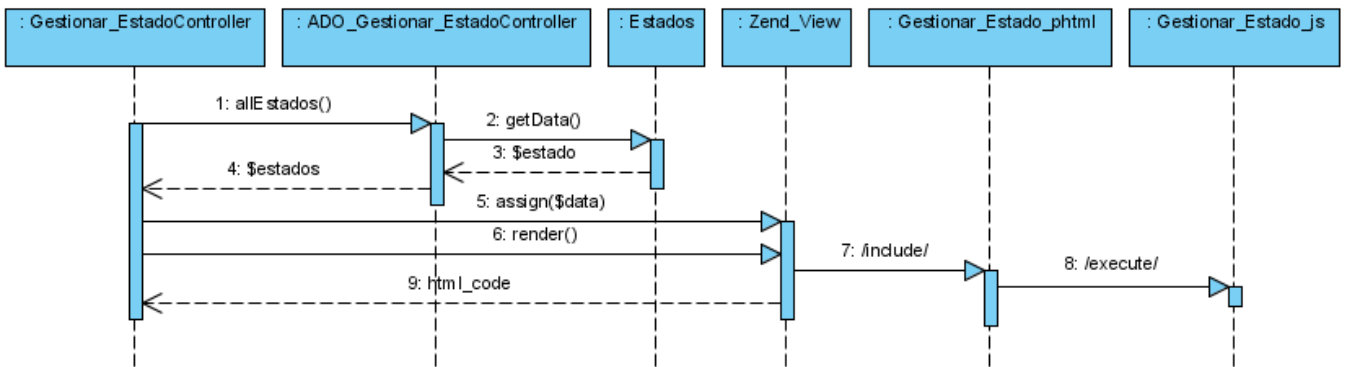 : Gestionar_EstadoController
: ADO_Gestionar_EstadoController
: Estados
: Zend_View
: Gestionar_Estado_phtml
: Gestionar_Estado_js
1: allEstados()
2: getData()
3: $estado
4: $estados
5: assign($data)
6: render()
7: /include/
8: /execute/
9: html_code